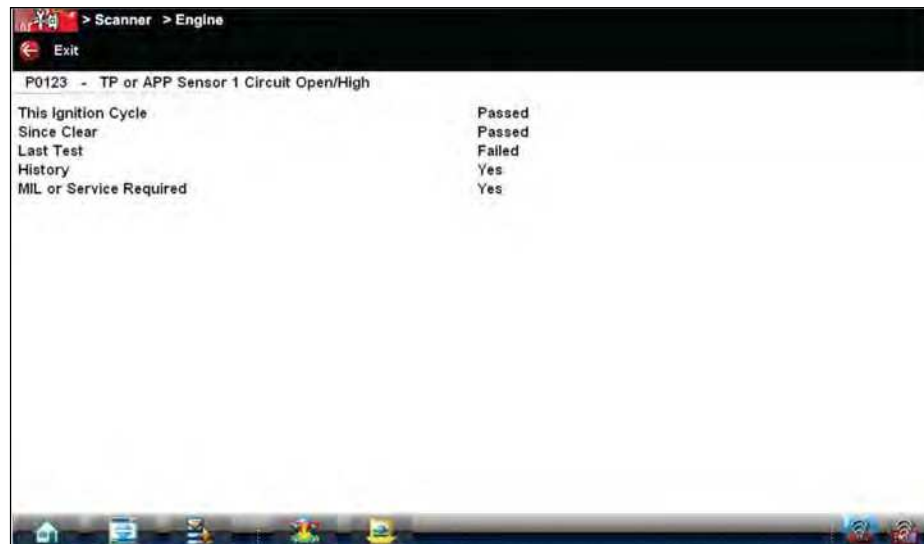 > Scanner > Engine
Exit
P0123 - TP or APP Sensor 1 Circuit Open/High
This Ignition Cycle Passed
Since Clear Passed
Last Test Failed
History Yes
MIL or Service Required Yes